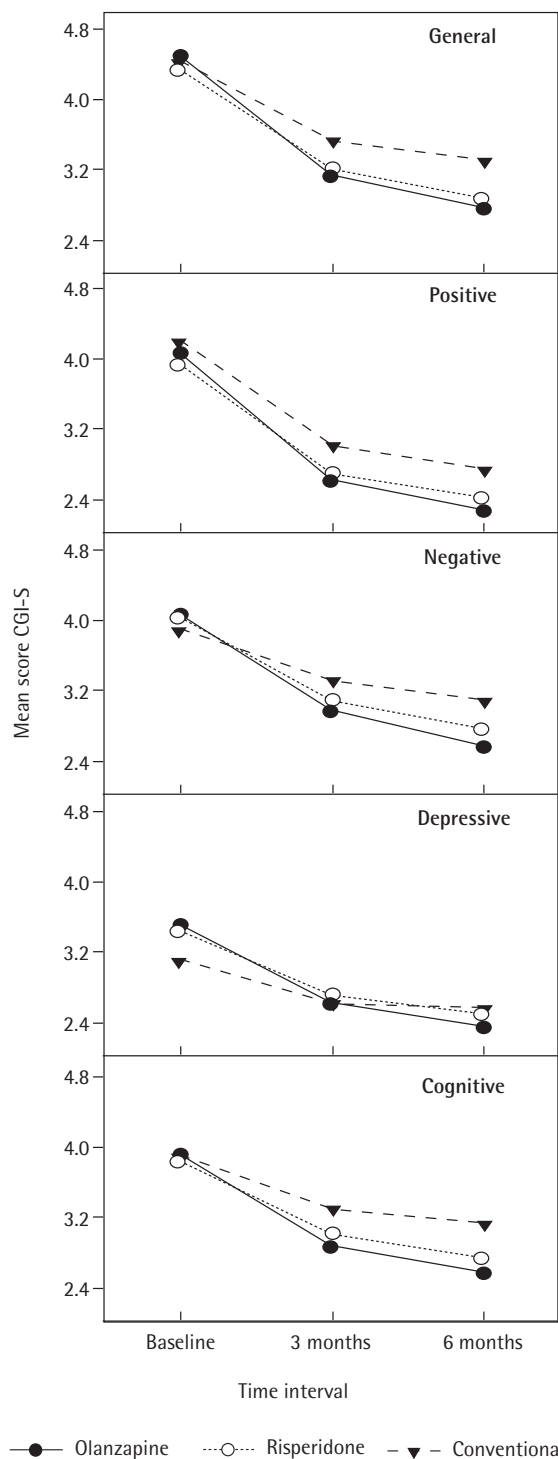 4.8
General
4.0
3.2
2.4
4.8
Positive
4.0
3.2
2.4
4.8
Negative
4.0
3.2
2.4
Mean score CGI-S
4.8
Depressive
4.0
3.2
2.4
4.8
Cognitive
4.0
3.2
2.4
Baseline 3 months 6 months
Time interval
Olanzapine Risperidone Conventiona